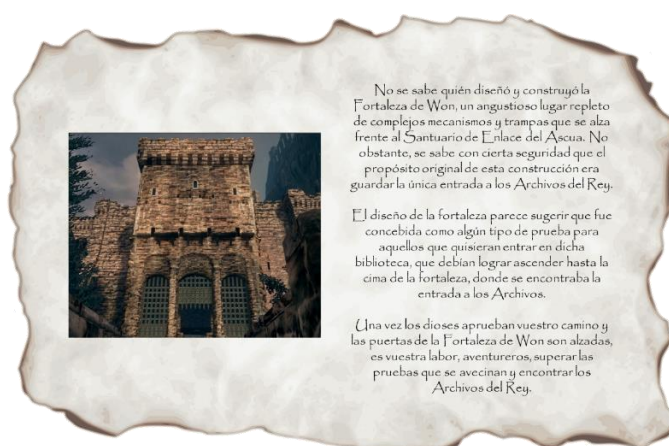 No se sabe quién diseñó y construyó la
Fortaleza de Won, un angustioso lugar repleto
de complejos mecanismos y trampas que se alza
frente al Santuario de Enlace del Ascua. No
obstante, se sabe con cierta seguridad que el
propósito original de esta construcción era
guardar la única entrada a los Archivos del Rey.
El diseño de la fortaleza parece sugerir que fue
concebida como algún tipo de prueba para
aquellos que quisieran entrar en dicha
biblioteca, que debían lograr ascender hasta la
cima de la fortaleza, donde se encontraba la
entrada a los Archivos.
Una vez los dioses aprueban vuestro camino y
las puertas de la Fortaleza de Won son alzadas,
es vuestra labor, aventureros, superar las
pruebas que se avecinan y encontrar los
Archivos del Rey.